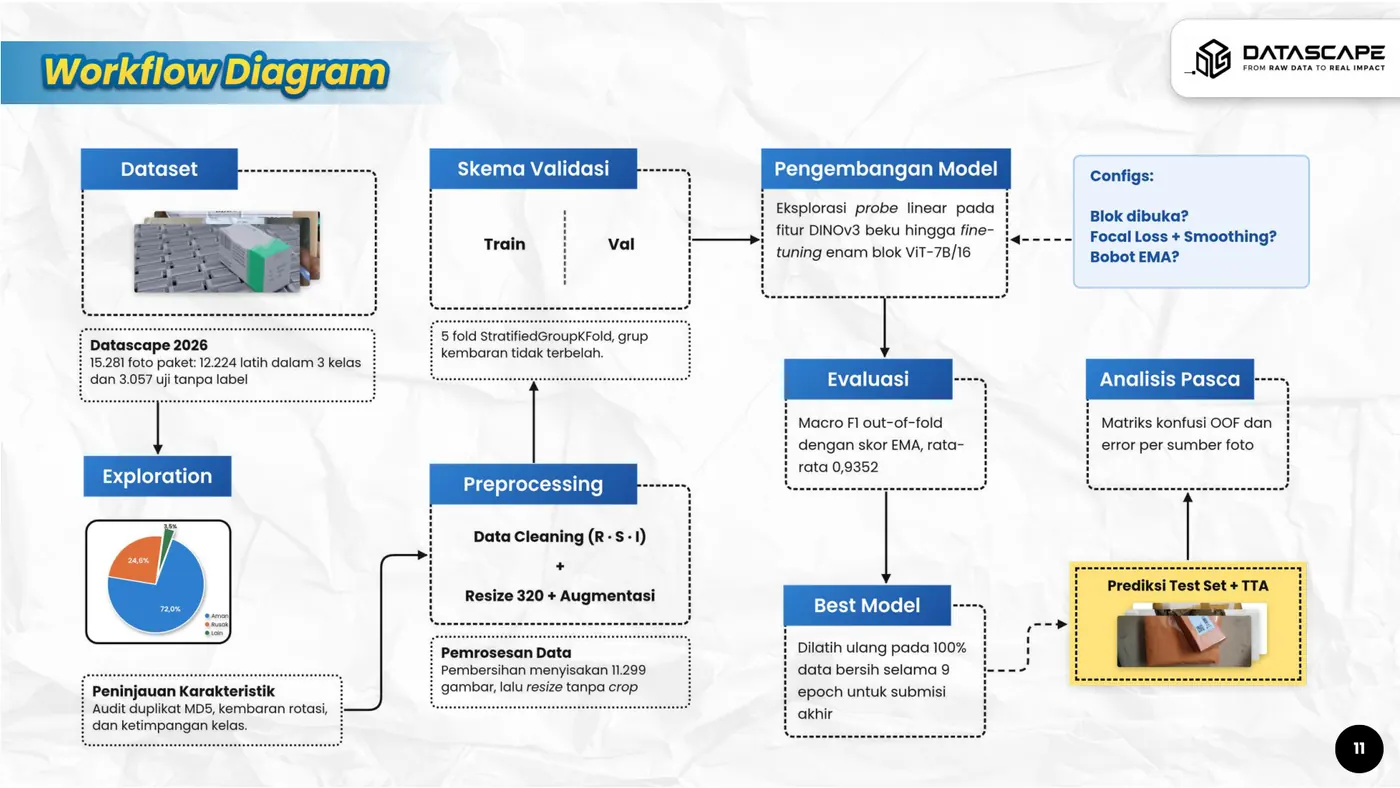 Workflow Diagram
DATASCAPE
FROM RAW DATA TO REAL IMPACT
Dataset
Datascape 2026
15.281 foto paket: 12.224 latih dalam 3 kelas
dan 3.057 uji tanpa label
Exploration
3,5%
24,6%
72,0%
Aman
Rusak
Lain
Peninjauan Karakteristik
Audit duplikat MD5, kembaran rotasi,
dan ketimpangan kelas.
Skema Validasi
Train
Val
5 fold StratifiedGroupKFold, grup
kembaran tidak terbelah.
Preprocessing
Data Cleaning (R · S · I)
+
Resize 320 + Augmentasi
Pemrosesan Data
Pembersihan menyisakan 11.299
gambar, lalu resize tanpa crop
Pengembangan Model
Eksplorasi probe linear pada
fitur DINOv3 beku hingga fine-
tuning enam blok ViT-7B/16
Configs:
Blok dibuka?
Focal Loss + Smoothing?
Bobot EMA?
Evaluasi
Macro F1 out-of-fold
dengan skor EMA, rata-
rata 0,9352
Best Model
Dilatih ulang pada 100%
data bersih selama 9
epoch untuk submisi
akhir
Analisis Pasca
Matriks konfusi OOF dan
error per sumber foto
Prediksi Test Set + TTA
11